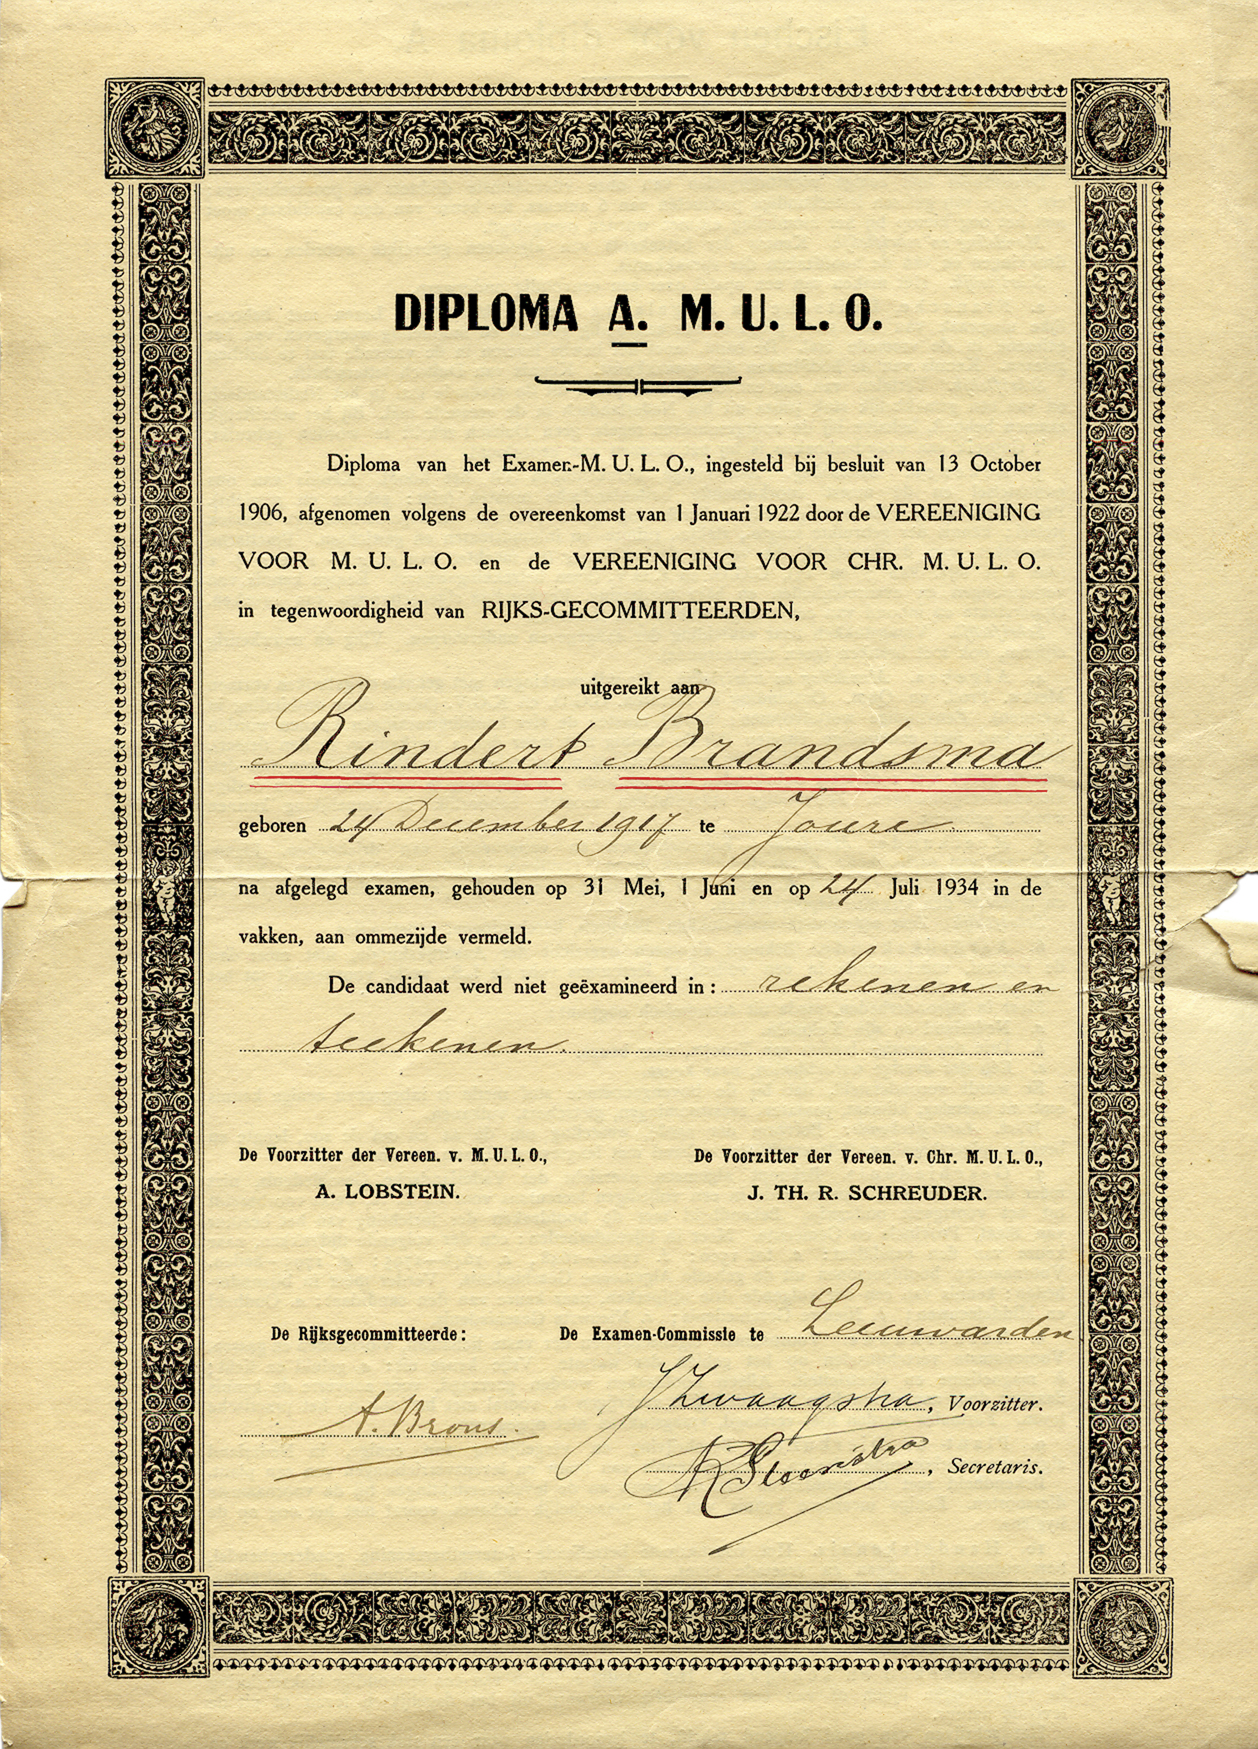 DIPLOMA A. M. U. L. O.
Diploma van het Examen-M. U. L. O., ingesteld bij besluit van 13 October
1906, afgenomen volgens de overeenkomst van 1 Januari 1922 door de VEREENIGING
VOOR M. U. L. O. en de VEREENIGING VOOR CHR. M. U. L. O.
in tegenwoordigheid van RIJKS-GECOMMITTEERDEN,
uitgereikt aan
Rindert Brandsma
geboren 24 December 1917 te Joure
na afgelegd examen, gehouden op 31 Mei, 1 Juni en op 24 Juli 1934 in de
vakken, aan ommezijde vermeld.
De candidaat werd niet geëxamineerd in: rekenen en
teekenen.
De Voorzitter der Vereen. v. M. U. L. O., De Voorzitter der Vereen. v. Chr. M. U. L. O.,
A. LOBSTEIN. J. TH. R. SCHREUDER.
De Rijksgecommitteerde: De Examen-Commissie te Leeuwarden
J Zwaagstra, Voorzitter.
A. Brons.
Steenstra, Secretaris.